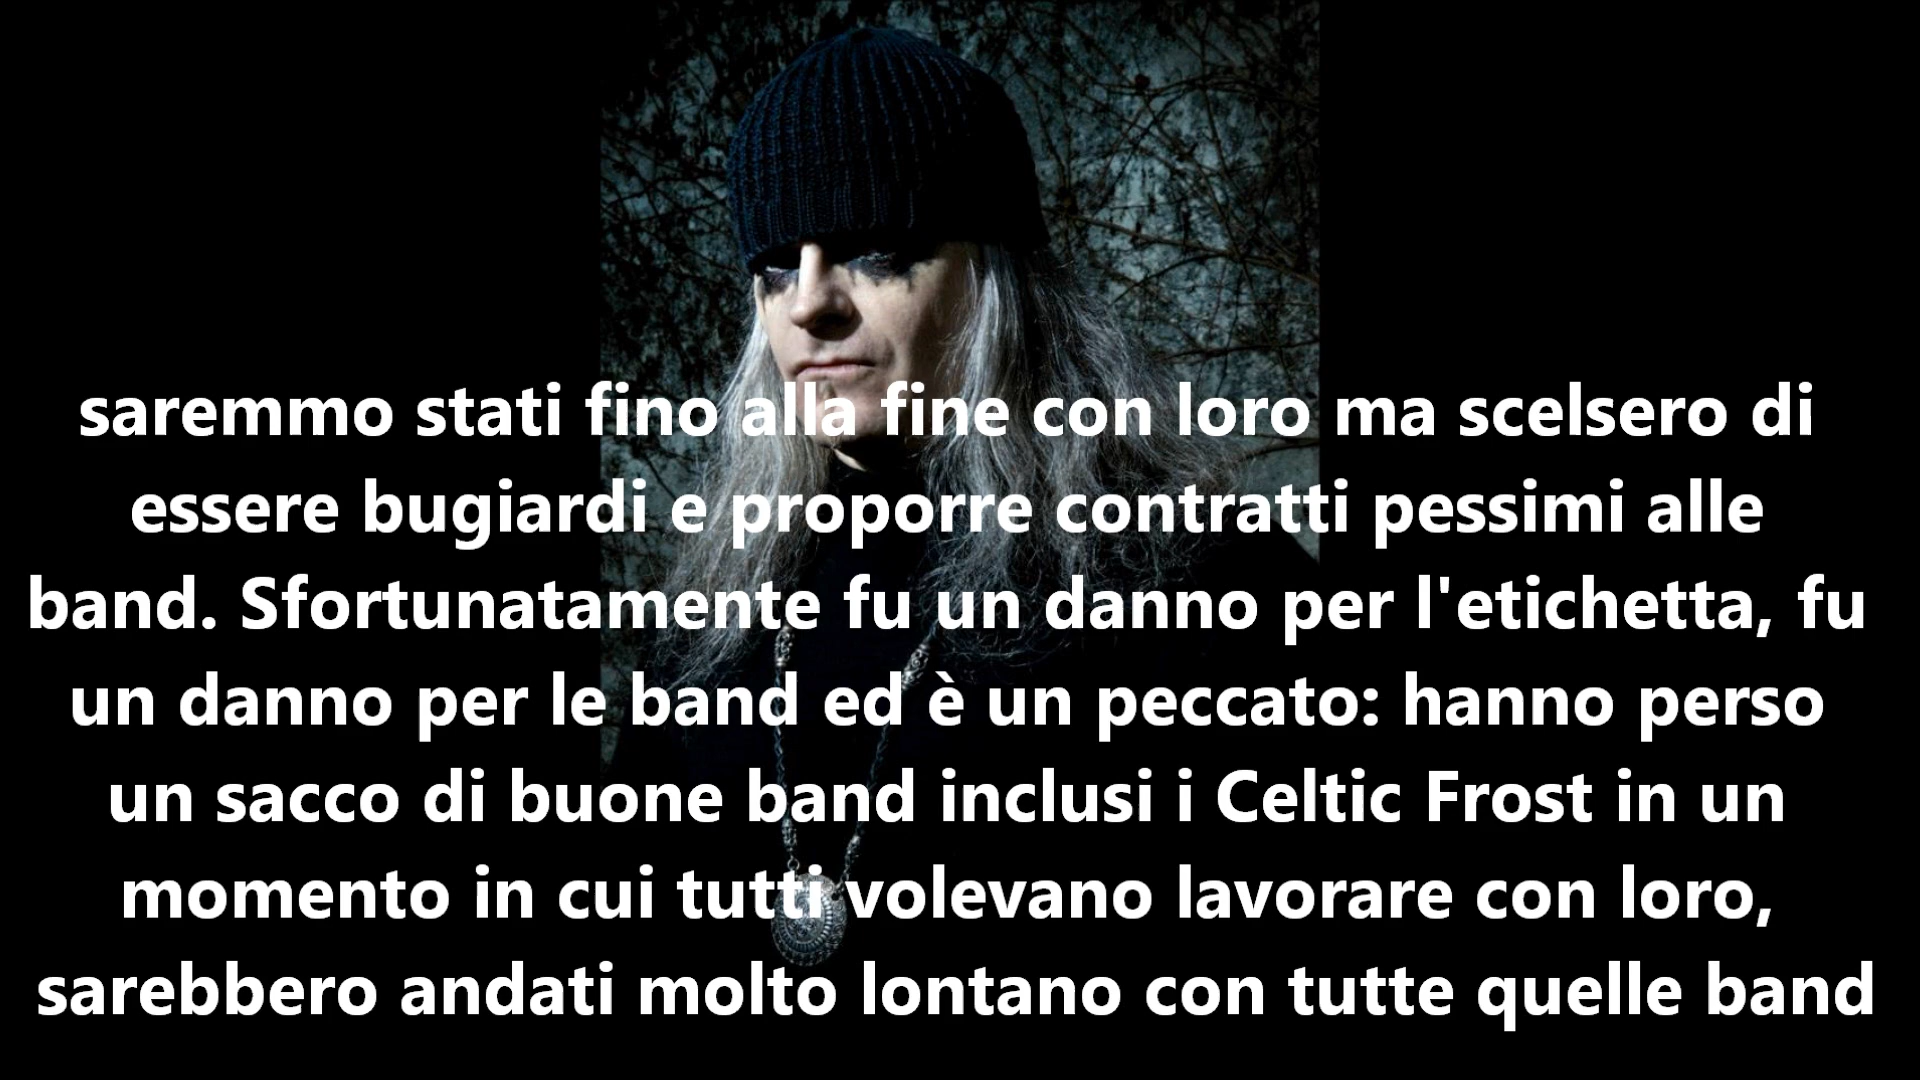 saremmo stati fino alla fine con loro ma scelsero di
essere bugiardi e proporre contratti pessimi alle
band. Sfortunatamente fu un danno per l'etichetta, fu
un danno per le band ed è un peccato: hanno perso
un sacco di buone band inclusi i Celtic Frost in un
momento in cui tutti volevano lavorare con loro,
sarebbero andati molto lontano con tutte quelle band